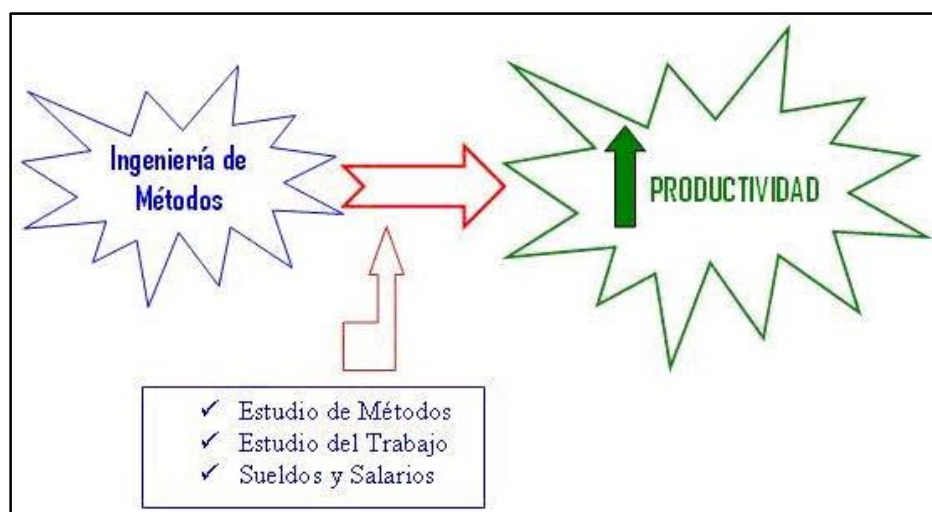 Ingeniería de
Métodos
PRODUCTIVIDAD
✓ Estudio de Métodos
✓ Estudio del Trabajo
✓ Sueldos y Salarios